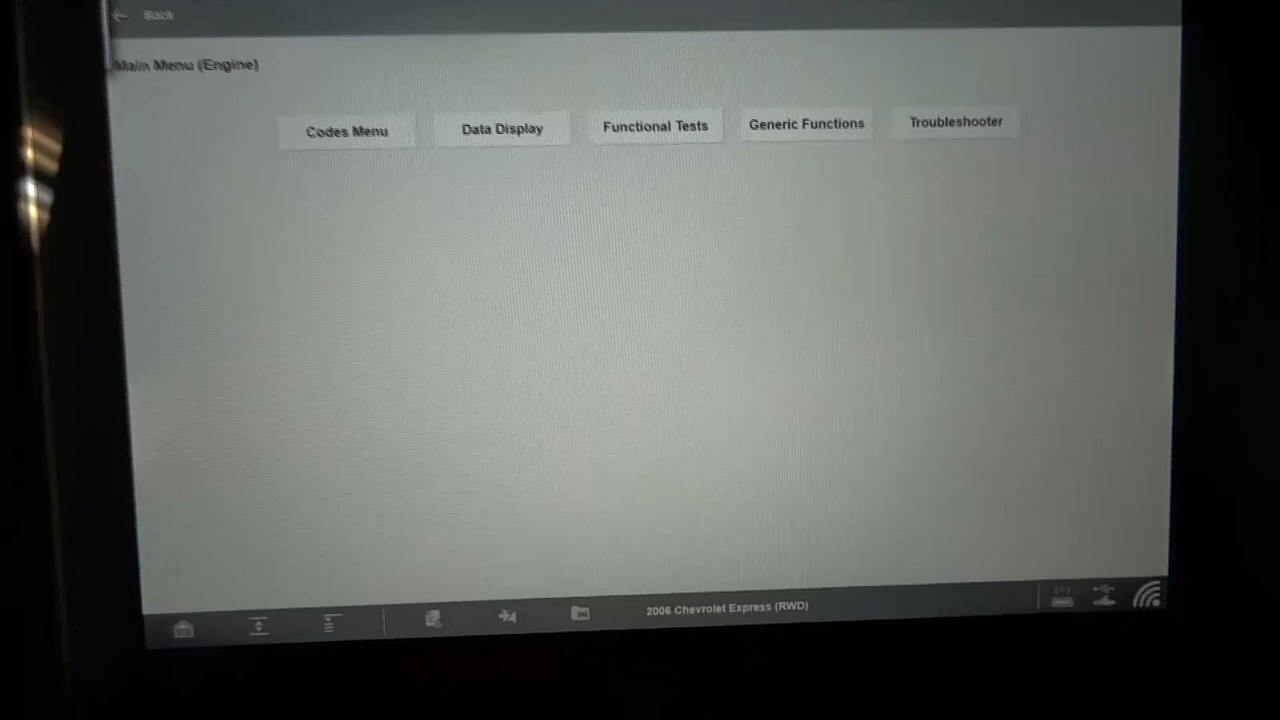 Back
Main Menu (Engine)
Codes Menu
Data Display
Functional Tests
Generic Functions
Troubleshooter
2006 Chevrolet Express (RWD)